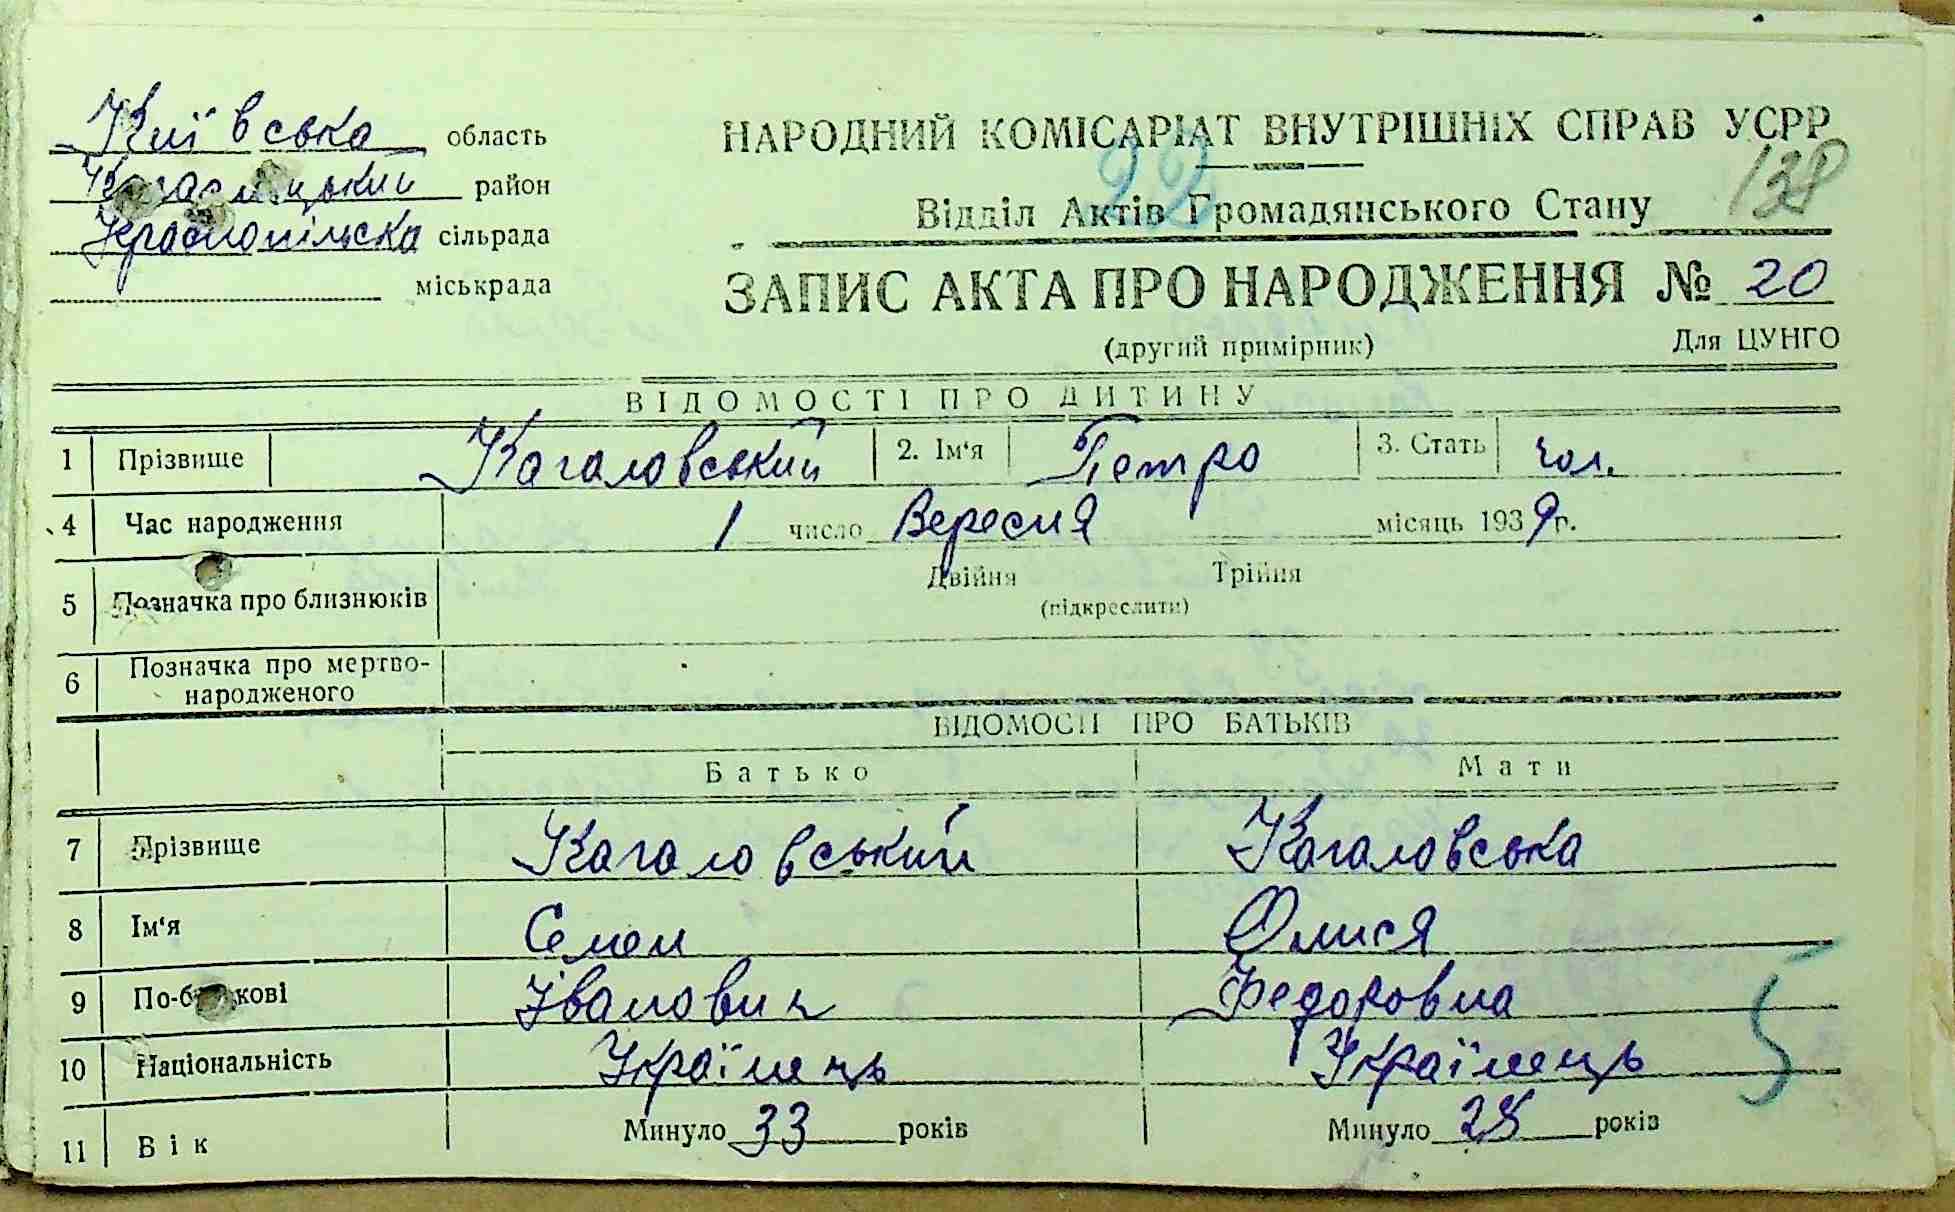 Київська область
район
Краснопільска сільрада
міськрада
НАРОДНИЙ КОМІСАРІАТ ВНУТРІШНІХ СПРАВ УСРР
22
138
Відділ Актів Громадянського Стану
ЗАПИС АКТА ПРО НАРОДЖЕННЯ № 20
(другий примірник) Для ЦУНГО
ВІДОМОСТІ ПРО ДИТИНУ
1 Прізвище Кагаловський 2. Ім'я Петро 3. Стать чол.
4 Час народження 1 число Вересня місяць 1939 р.
5 Позначка про близнюків Двійня Трійня
(підкреслити)
6 Позначка про мертво-
народженого
ВІДОМОСТІ ПРО БАТЬКІВ
Батько Мати
7 Прізвище Кагаловський Кагаловська
8 Ім'я Семен Олися
9 По-батькові Іванович Федоровна
10 Національність Українець Українець
5
11 Вік Минуло 33 років Минуло років